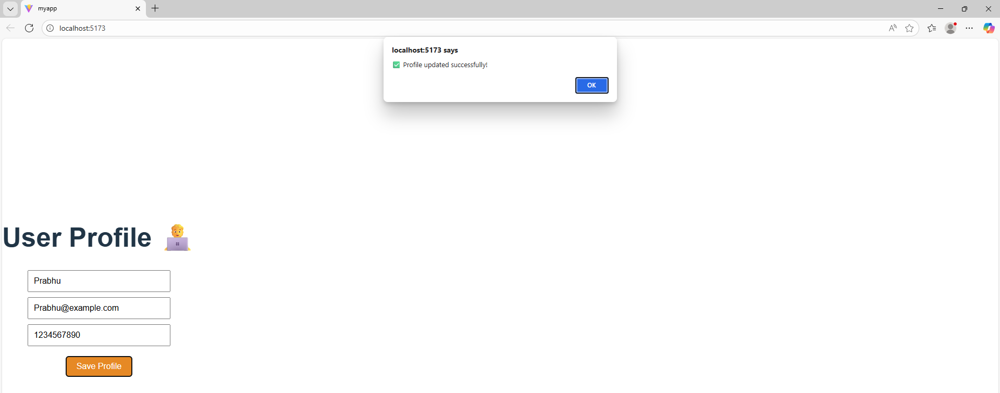 myapp
localhost:5173
localhost:5173 says
✅ Profile updated successfully!
OK
User Profile 🧑‍💻
Prabhu
Prabhu@example.com
1234567890
Save Profile